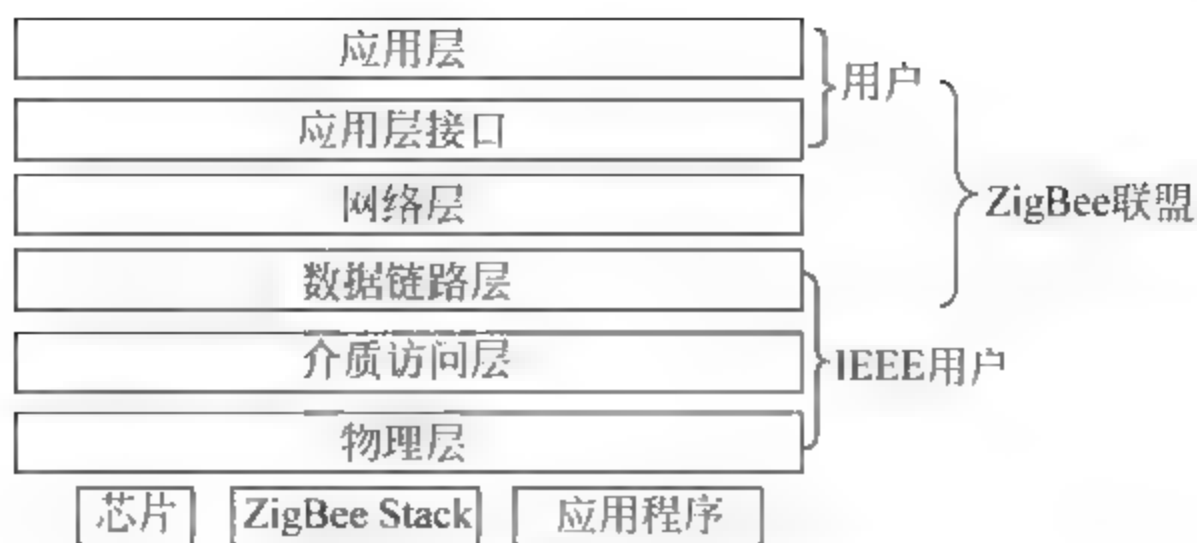 应用层
应用层接口
用户
网络层
ZigBee联盟
数据链路层
介质访问层
IEEE用户
物理层
芯片 ZigBee Stack 应用程序